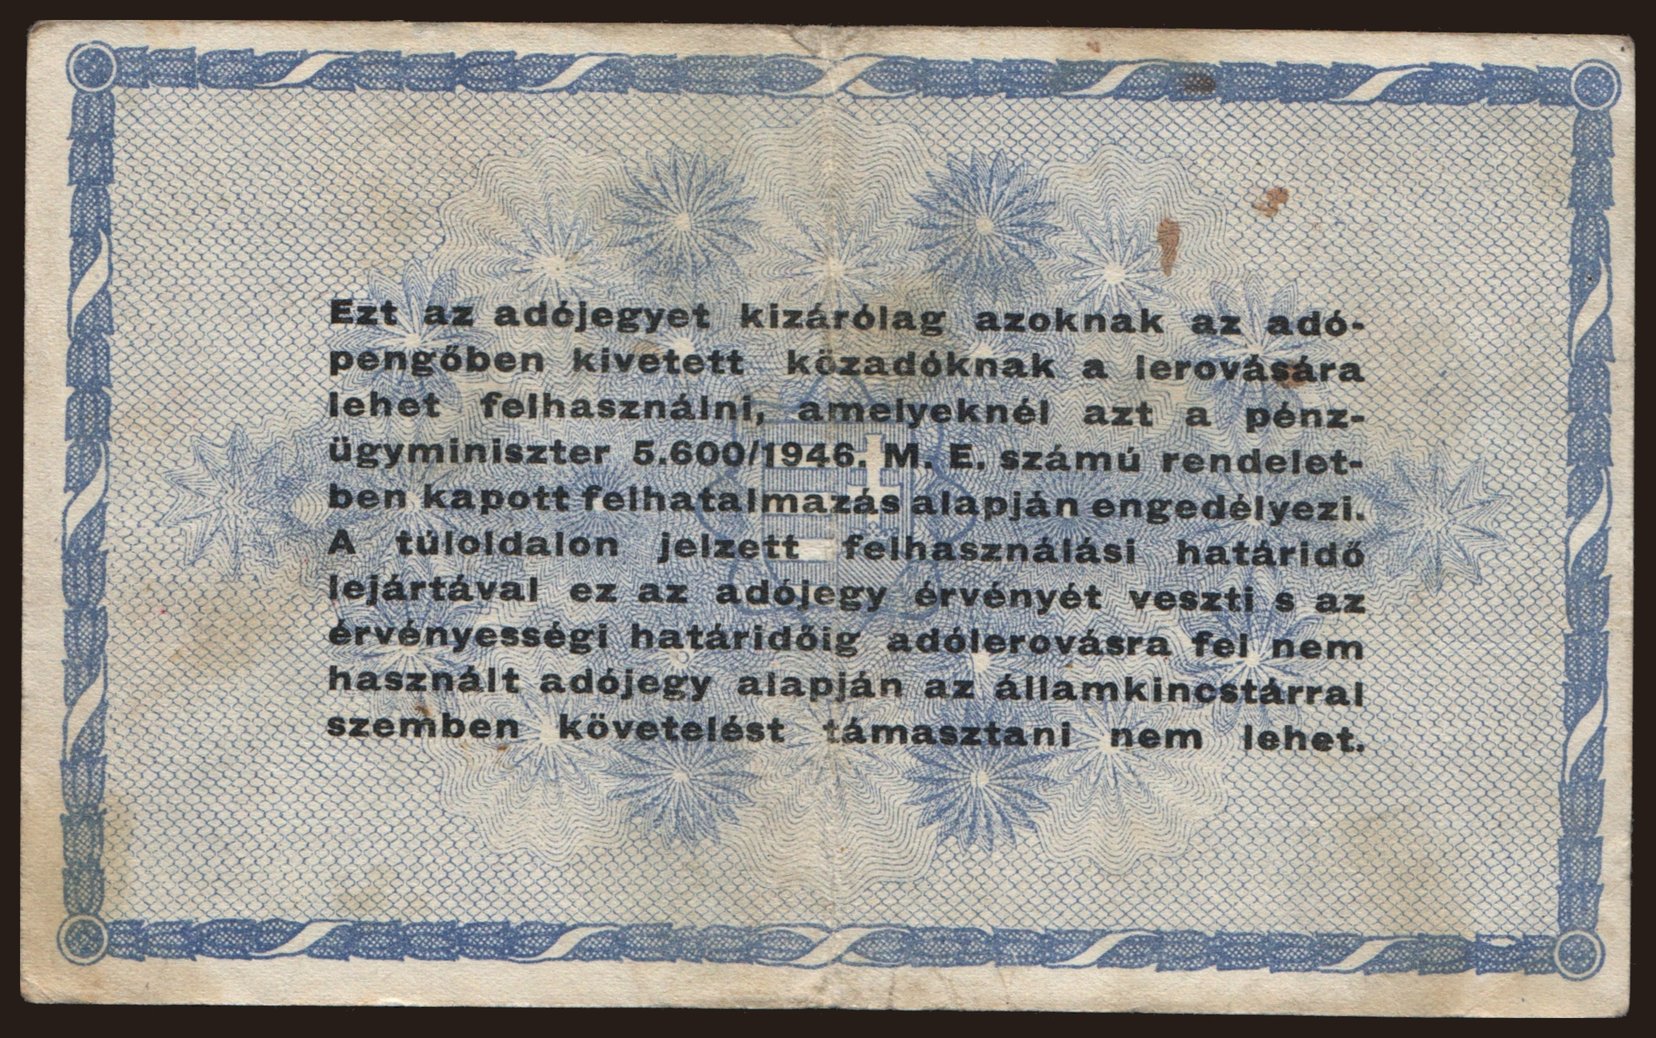 Ezt az adójegyet kizárólag azoknak az adó-
pengőben kivetett közadóknak a lerovására
lehet felhasználni, amelyeknél azt a pénz-
ügyminiszter 5.600/1946. M. E. számú rendelet-
ben kapott felhatalmazás alapján engedélyezi.
A túloldalon jelzett felhasználási határidő
lejártával ez az adójegy érvényét veszti s az
érvényességi határidőig adólerovásra fel nem
használt adójegy alapján az államkincstárral
szemben követelést támasztani nem lehet.